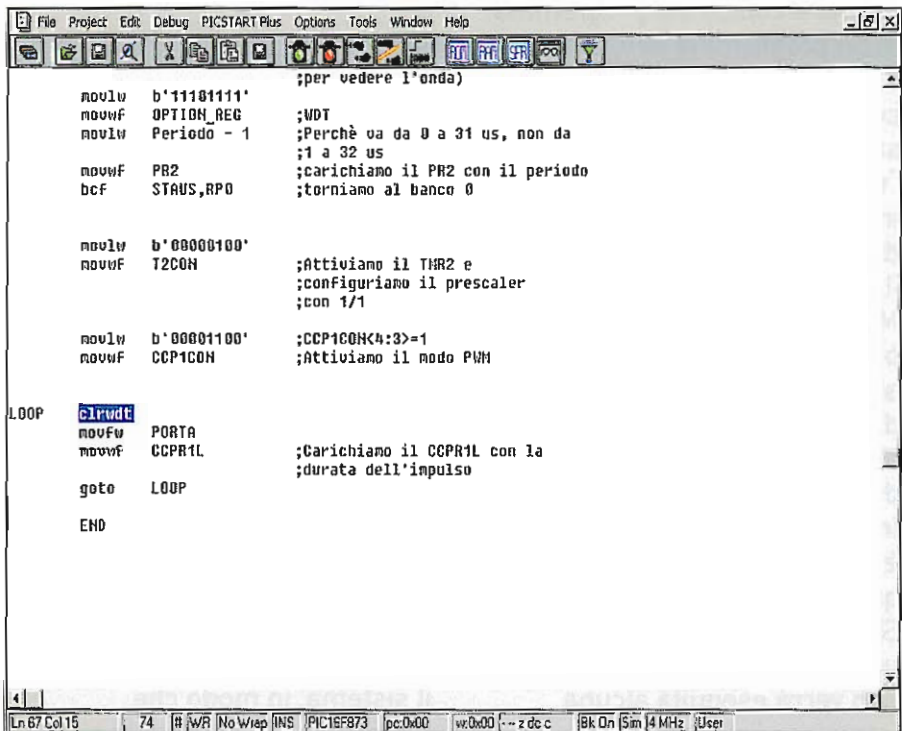 File Project Edit Debug PICSTART Plus Options Tools Window Help
;per vedere l'onda)
movlw b'11101111'
movwf OPTION_REG ;WDT
movlw Periodo - 1 ;Perchè va da 0 a 31 us, non da
;1 a 32 us
movwf PR2 ;carichiamo il PR2 con il periodo
bcf STAUS,RP0 ;torniamo al banco 0
movlw b'00000100'
movwf T2CON ;Attiviamo il TMR2 e
;configuriamo il prescaler
;con 1/1
movlw b'00001100' ;CCP1CON<4:3>=1
movwf CCP1CON ;Attiviamo il modo PWM
LOOP clrwdt
movfw PORTA
movwf CCPR1L ;Carichiamo il CCPR1L con la
;durata dell'impulso
goto LOOP
END
Ln 67 Col 15 74 # WR No Wrap INS PIC16F873 pc:0x00 w:0x00 -- z dc c Bk On Sim 4 MHz User